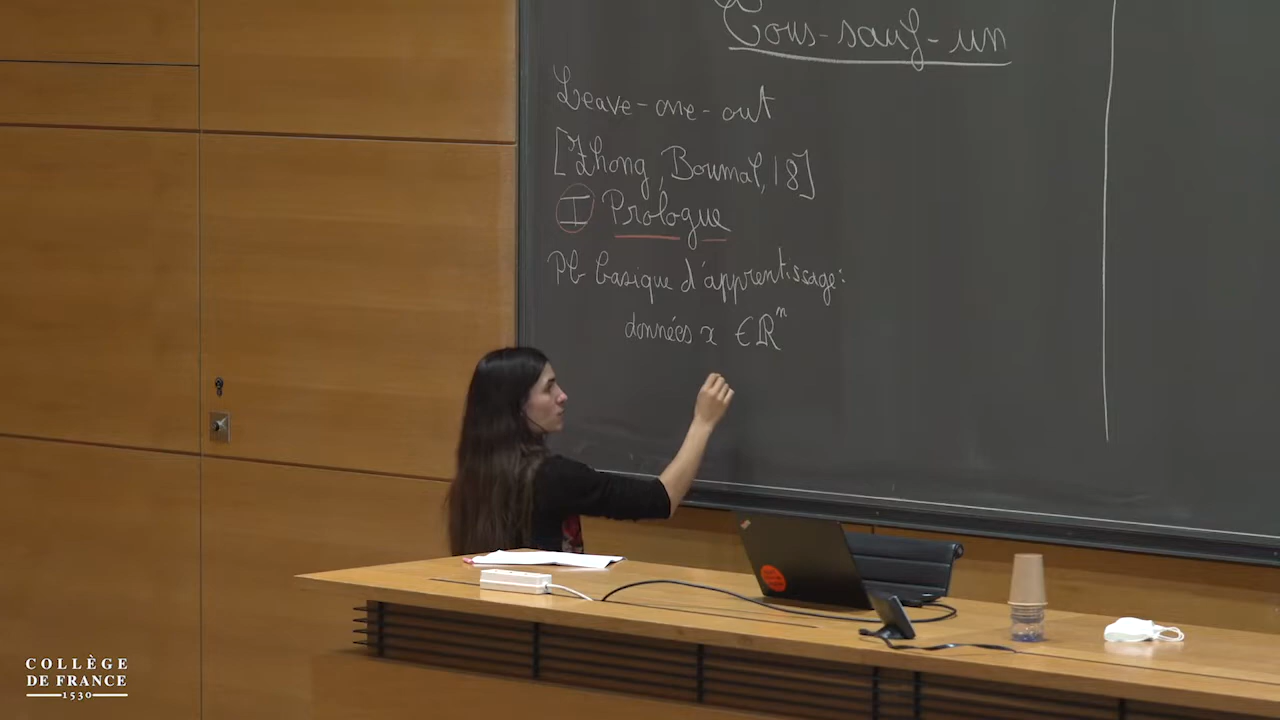 Tous-sauf-un
Leave-one-out
[Zhong, Boumal, 18]
I Prologue
Pb basique d'apprentissage:
données x ∈ ℝⁿ
COLLÈGE
DE FRANCE
1530